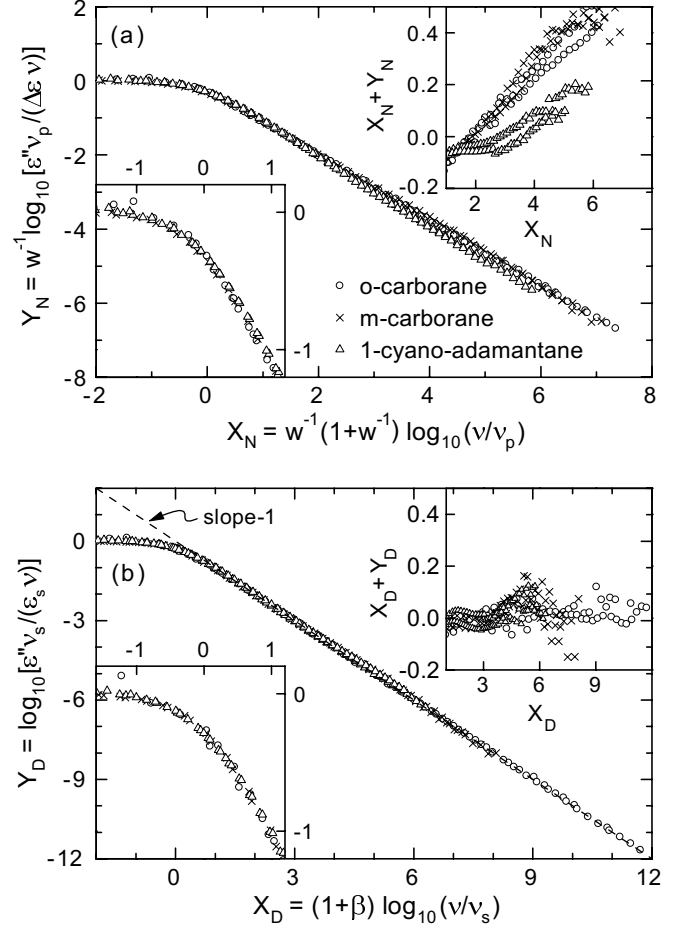 (a)
Y_N = w^-1 log_10 [ε"ν_p/(Δε ν)]
2
0
-2
-4
-6
-8
-1 0 1
0
-1
X_N + Y_N
0.4
0.2
0.0
-0.2
2 4 6
X_N
o-carborane
m-carborane
1-cyano-adamantane
-2 0 2 4 6 8
X_N = w^-1 (1+w^-1) log_10 (ν/ν_p)
slope-1
(b)
Y_D = log_10 [ε"ν_s/(ε_s ν)]
0
-3
-6
-9
-12
-1 0 1
0
-1
X_D + Y_D
0.4
0.2
0.0
-0.2
3 6 9
X_D
0 3 6 9 12
X_D = (1+β) log_10 (ν/ν_s)